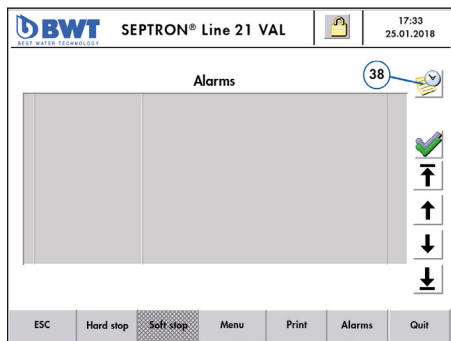 BWT
BEST WATER TECHNOLOGY
SEPTRON® Line 21 VAL
17:33
25.01.2018
Alarms
38
ESC Hard stop Soft stop Menu Print Alarms Quit